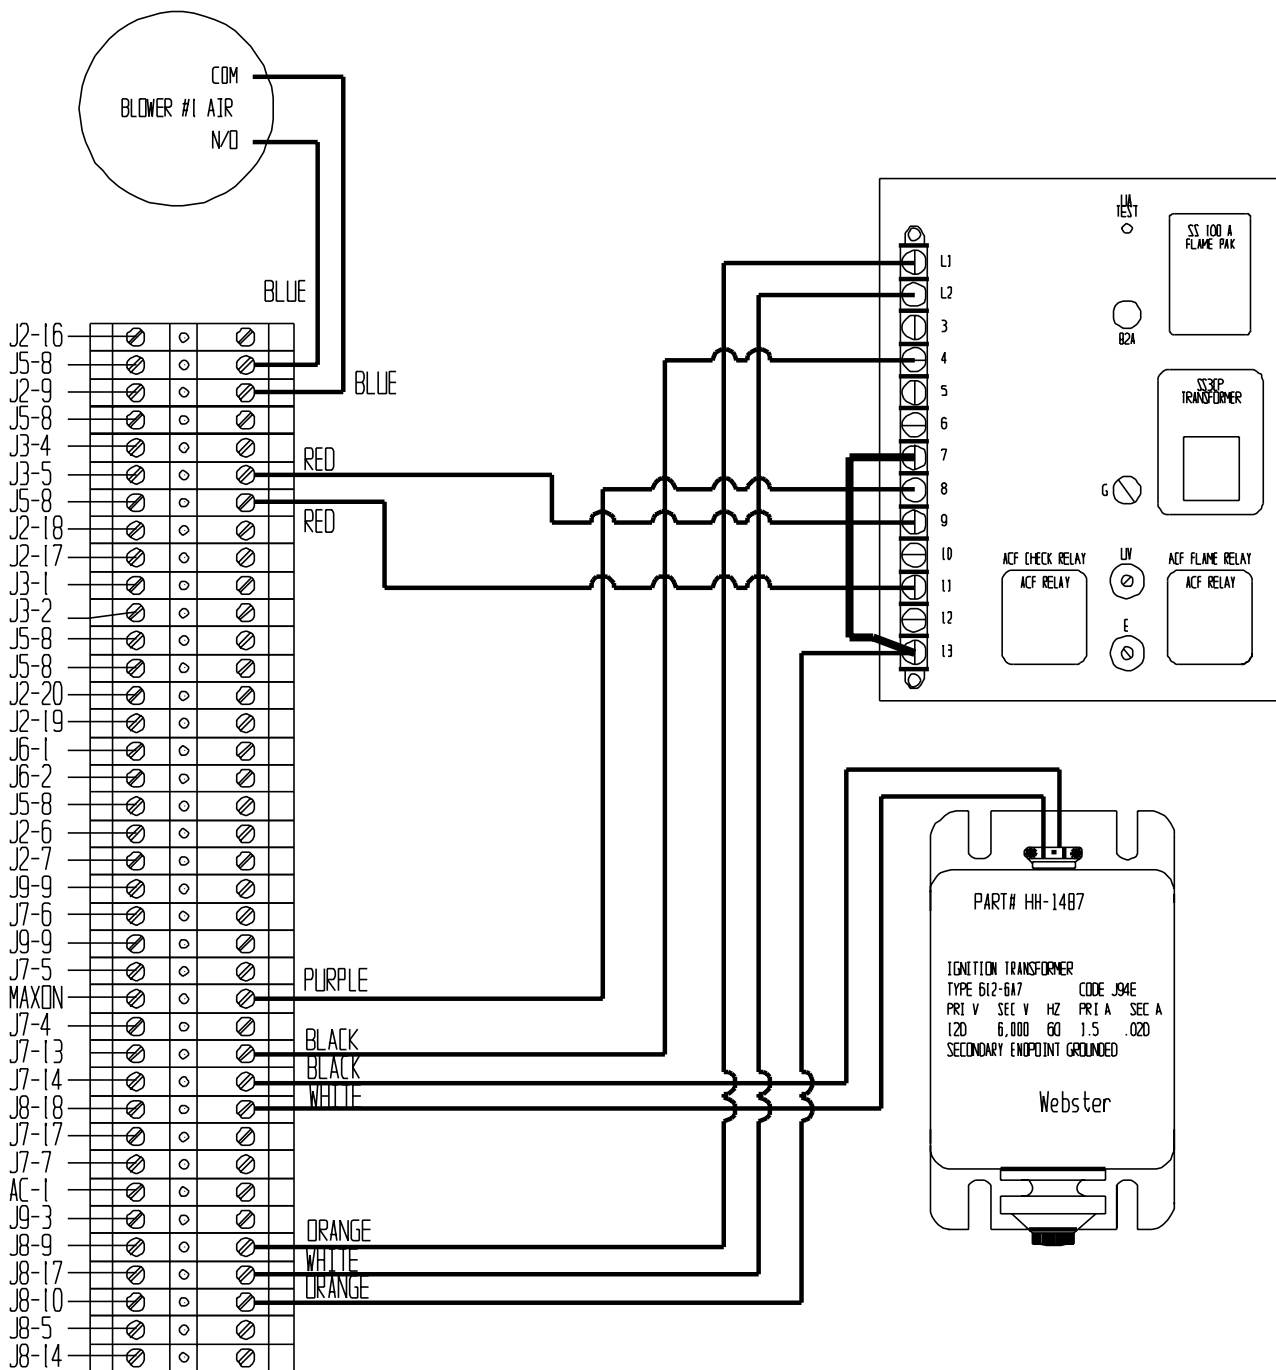 COM
BLOWER #1 AIR
N/O
BLUE
BLUE
J2-16
J5-8
J2-9
J5-8
J3-4
J3-5
J5-8
J2-18
J2-17
J3-1
J3-2
J5-8
J5-8
J2-20
J2-19
J6-1
J6-2
J5-8
J2-6
J2-7
J9-9
J7-6
J9-9
J7-5
MAXON
J7-4
J7-13
J7-14
J8-18
J7-17
J7-7
AC-1
J9-3
J8-9
J8-17
J8-10
J8-5
J8-14
RED
RED
PURPLE
BLACK
BLACK
WHITE
ORANGE
WHITE
ORANGE
L1
L2
3
4
5
6
7
8
9
10
11
12
13
UA
TEST
SS 100 A
FLAME PAK
82A
SS30P
TRANSFORMER
G
ACF CHECK RELAY
ACF RELAY
UV
E
ACF FLAME RELAY
ACF RELAY
PART# HH-1487
IGNITION TRANSFORMER
TYPE 612-6A7 CODE J94E
PRI V SEC V HZ PRI A SEC A
120 6,000 60 1.5 .020
SECONDARY ENDPOINT GROUNDED
Webster